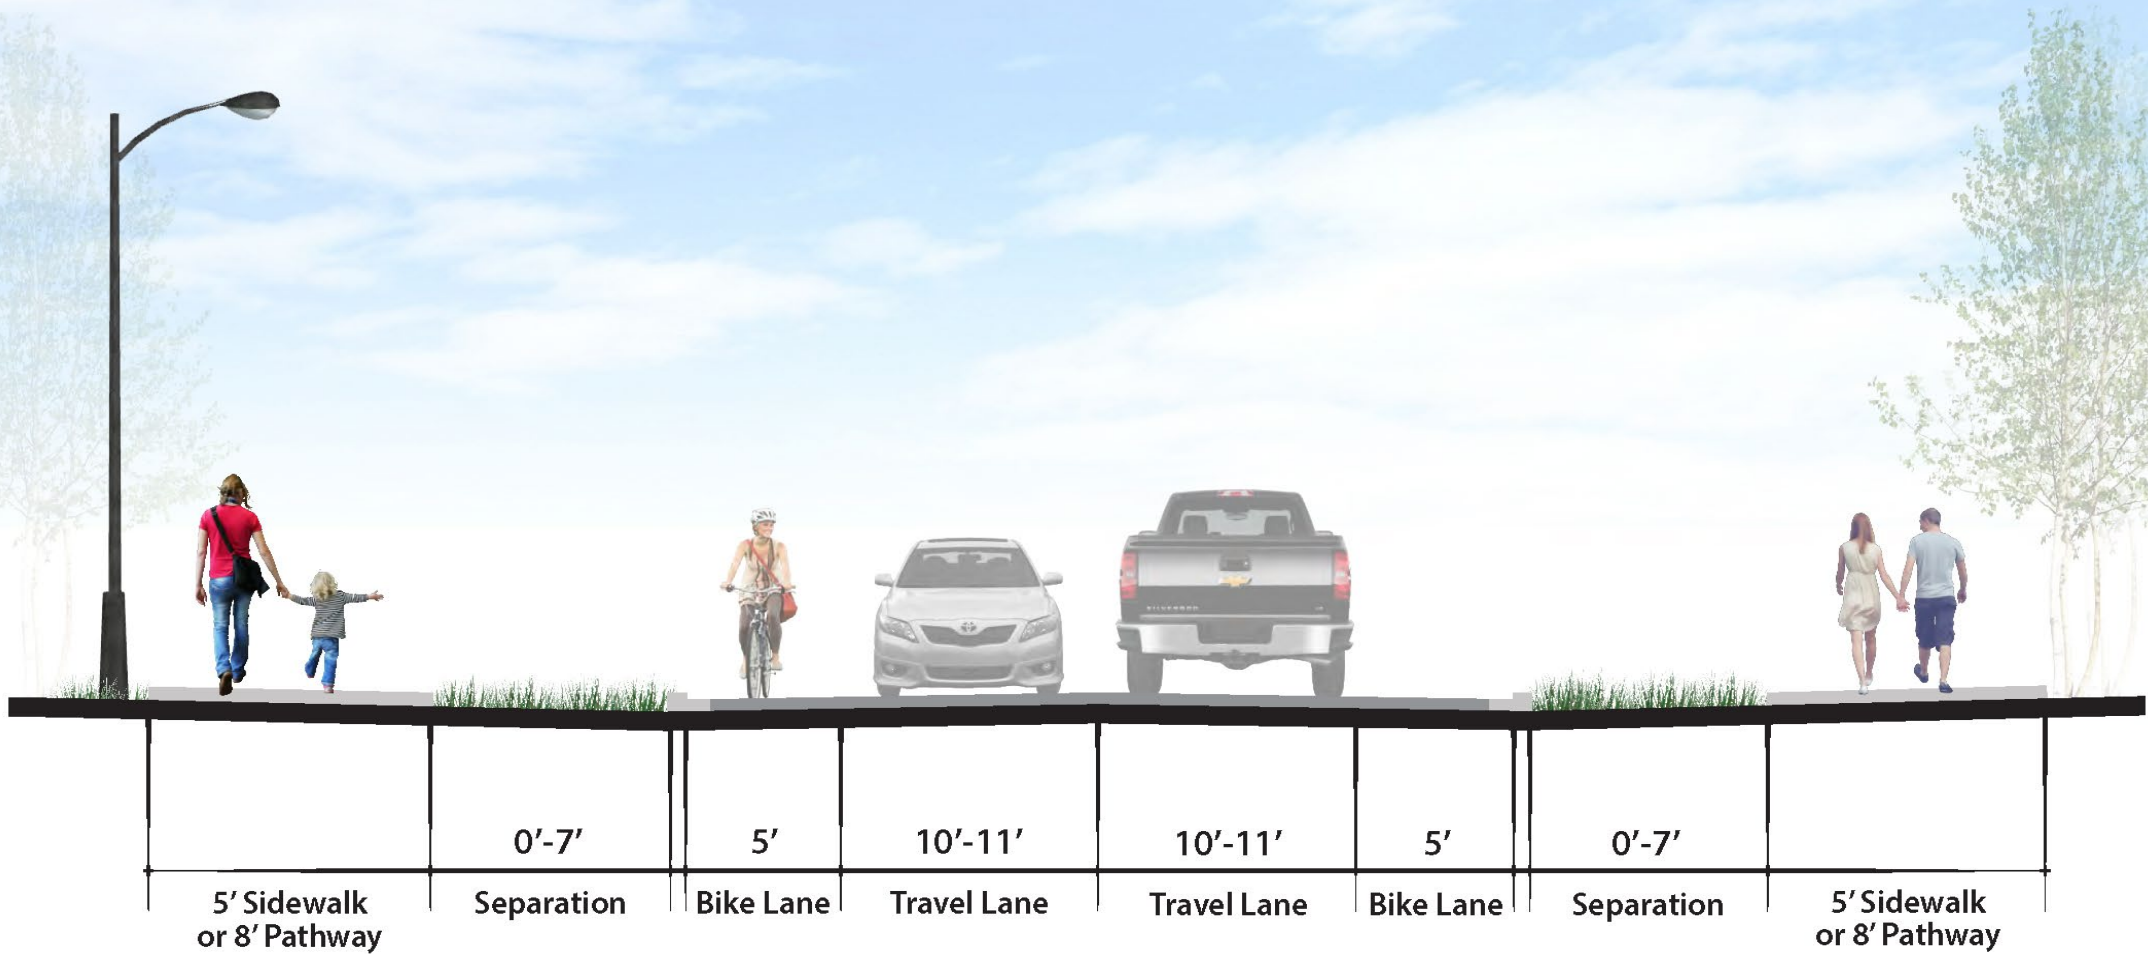 0'-7'
5'
10'-11'
10'-11'
5'
0'-7'
5' Sidewalk
or 8' Pathway
Separation
Bike Lane
Travel Lane
Travel Lane
Bike Lane
Separation
5' Sidewalk
or 8' Pathway